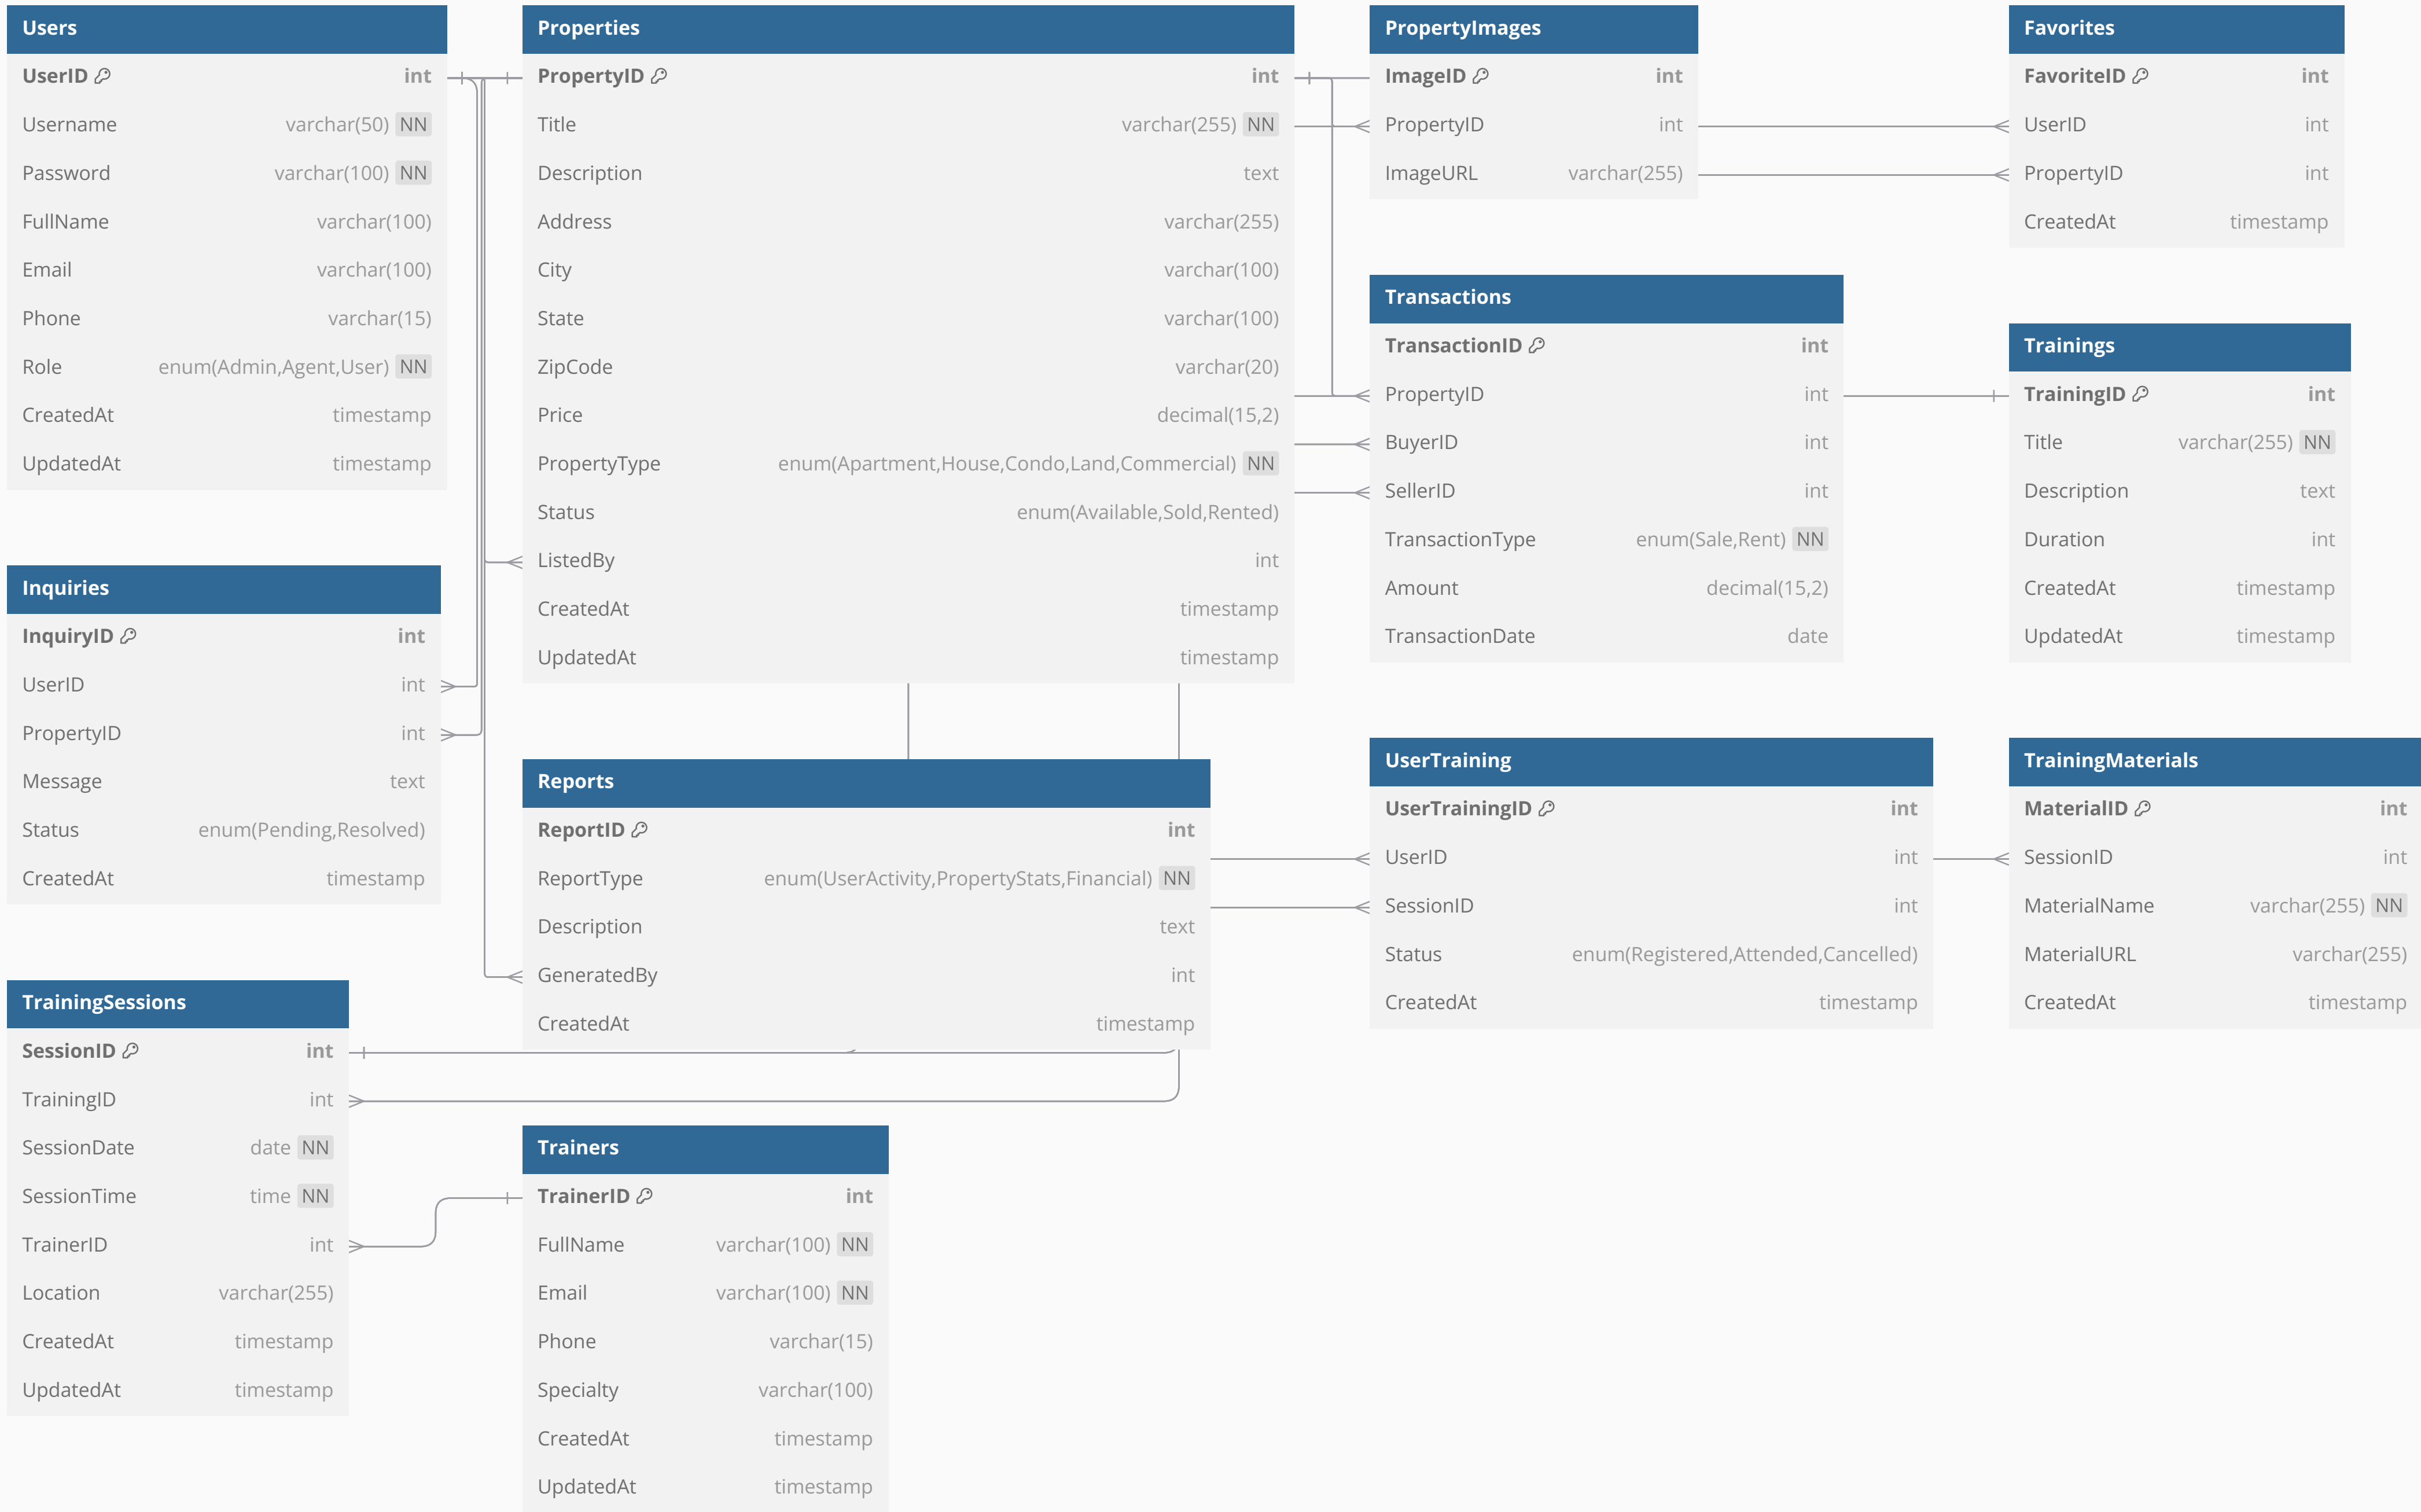 Users
UserID int
Username varchar(50) NN
Password varchar(100) NN
FullName varchar(100)
Email varchar(100)
Phone varchar(15)
Role enum(Admin,Agent,User) NN
CreatedAt timestamp
UpdatedAt timestamp
Properties
PropertyID int
Title varchar(255) NN
Description text
Address varchar(255)
City varchar(100)
State varchar(100)
ZipCode varchar(20)
Price decimal(15,2)
PropertyType enum(Apartment,House,Condo,Land,Commercial) NN
Status enum(Available,Sold,Rented)
ListedBy int
CreatedAt timestamp
UpdatedAt timestamp
PropertyImages
ImageID int
PropertyID int
ImageURL varchar(255)
Favorites
FavoriteID int
UserID int
PropertyID int
CreatedAt timestamp
Transactions
TransactionID int
PropertyID int
BuyerID int
SellerID int
TransactionType enum(Sale,Rent) NN
Amount decimal(15,2)
TransactionDate date
Trainings
TrainingID int
Title varchar(255) NN
Description text
Duration int
CreatedAt timestamp
UpdatedAt timestamp
Inquiries
InquiryID int
UserID int
PropertyID int
Message text
Status enum(Pending,Resolved)
CreatedAt timestamp
Reports
ReportID int
ReportType enum(UserActivity,PropertyStats,Financial) NN
Description text
GeneratedBy int
CreatedAt timestamp
UserTraining
UserTrainingID int
UserID int
SessionID int
Status enum(Registered,Attended,Cancelled)
CreatedAt timestamp
TrainingMaterials
MaterialID int
SessionID int
MaterialName varchar(255) NN
MaterialURL varchar(255)
CreatedAt timestamp
TrainingSessions
SessionID int
TrainingID int
SessionDate date NN
SessionTime time NN
TrainerID int
Location varchar(255)
CreatedAt timestamp
UpdatedAt timestamp
Trainers
TrainerID int
FullName varchar(100) NN
Email varchar(100) NN
Phone varchar(15)
Specialty varchar(100)
CreatedAt timestamp
UpdatedAt timestamp